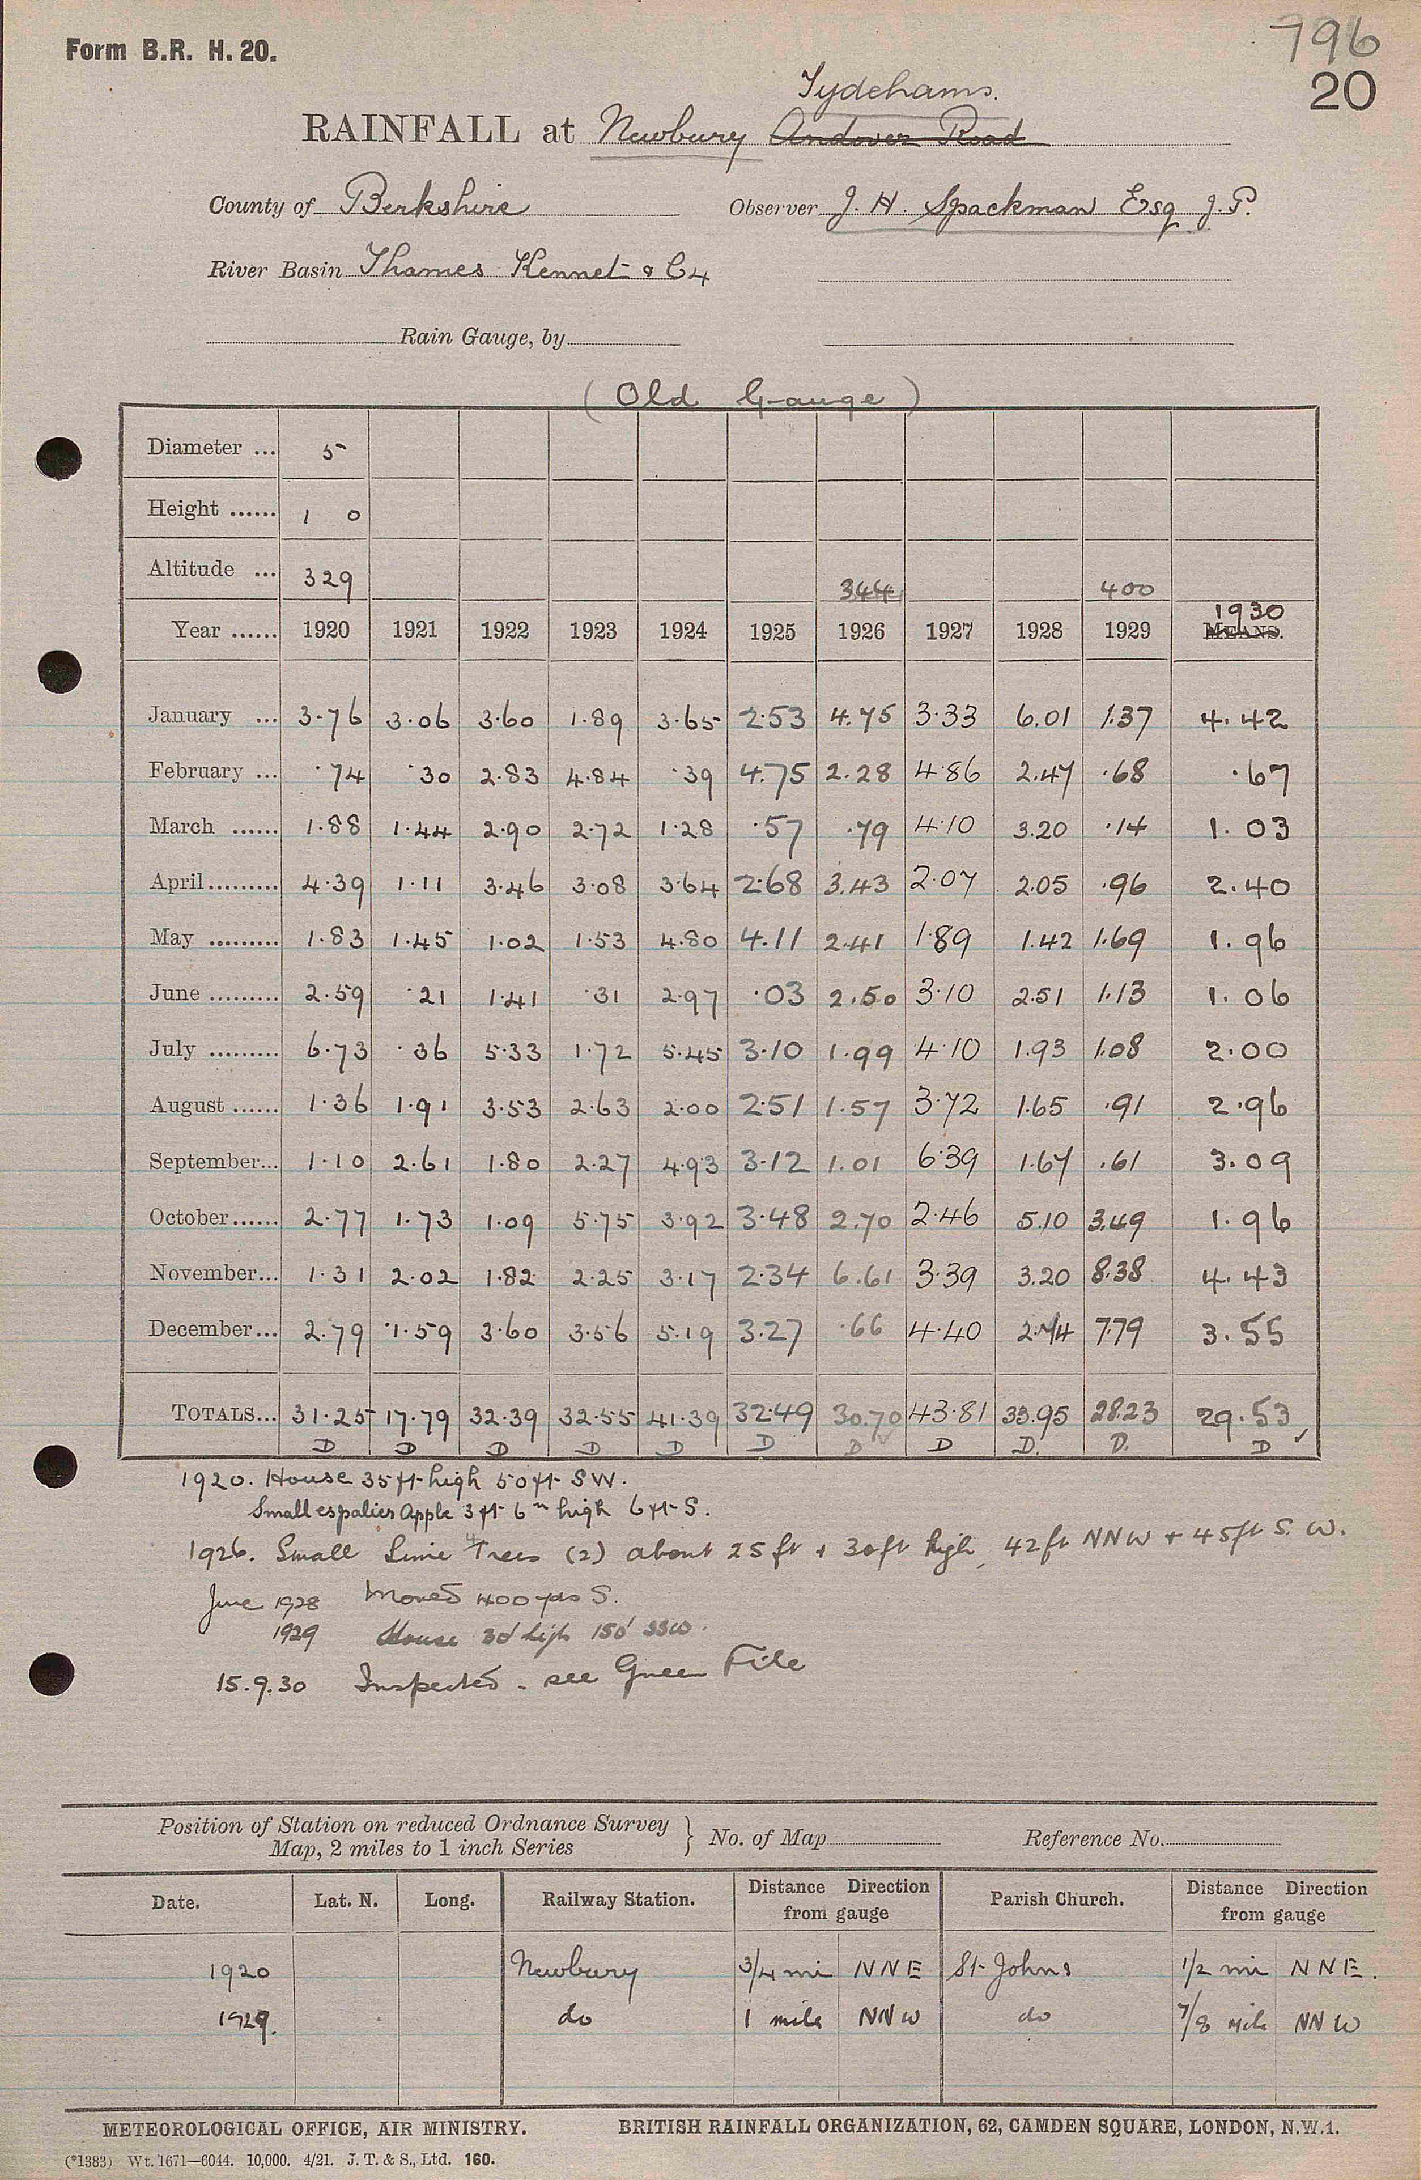 Form B.R. H. 20.
796
20
Tydehams.
RAINFALL at Newbury Andover Road
County of Berkshire Observer J. H. Spackman Esq J.P.
River Basin Thames Kennet & C4
Rain Gauge, by
(Old Gauge)
Diameter ... 5
Height ...... 1 0
Altitude ... 329 344 400
Year ...... 1920 1921 1922 1923 1924 1925 1926 1927 1928 1929 MEANS. 1930
January ... 3.76 3.06 3.60 1.89 3.65 2.53 4.75 3.33 6.01 1.37 4.42
February ... .74 .30 2.83 4.84 .39 4.75 2.28 4.86 2.47 .68 .67
March ...... 1.88 1.44 2.90 2.72 1.28 .57 .79 4.10 3.20 .14 1.03
April......... 4.39 1.11 3.46 3.08 3.64 2.68 3.43 2.07 2.05 .96 2.40
May ......... 1.83 1.45 1.02 1.53 4.80 4.11 2.41 1.89 1.42 1.69 1.96
June ......... 2.59 .21 1.41 .31 2.97 .03 2.50 3.10 2.51 1.13 1.06
July ......... 6.73 .36 5.33 1.72 5.45 3.10 1.99 4.10 1.93 1.08 2.00
August ...... 1.36 1.91 3.53 2.63 2.00 2.51 1.57 3.72 1.65 .91 2.96
September... 1.10 2.61 1.80 2.27 4.93 3.12 1.01 6.39 1.67 .61 3.09
October...... 2.77 1.73 1.09 5.75 3.92 3.48 2.70 2.46 5.10 3.49 1.96
November... 1.31 2.02 1.82 2.25 3.17 2.34 6.61 3.39 3.20 8.38 4.43
December... 2.79 1.59 3.60 3.56 5.19 3.27 .66 4.40 2.74 7.79 3.55
TOTALS... 31.25 17.79 32.39 32.55 41.39 32.49 30.70 43.81 33.95 28.23 29.53
D D D D D D D D D. D. D
1920. House 35ft high 50ft SW.
Small espalier Apple 3ft 6in high 6ft S.
1926. Small Lime Trees (2) about 25ft & 30ft high, 42ft NNW + 45ft S.W.
June 1928 Moved 400 yds S.
1929 House 30' high 150' SSW.
15.9.30 Inspected - see Green File
Position of Station on reduced Ordnance Survey Map, 2 miles to 1 inch Series } No. of Map Reference No.
Date. Lat. N. Long. Railway Station. Distance Direction from gauge Parish Church. Distance Direction from gauge
1920 Newbury 3/4 mi NNE St Johns 1/2 mi NNE.
1929. do 1 mile NNW do 7/8 mile NNW
METEOROLOGICAL OFFICE, AIR MINISTRY. BRITISH RAINFALL ORGANIZATION, 62, CAMDEN SQUARE, LONDON, N.W.1.
(*1383) Wt. 1671—6044. 10,000. 4/21. J. T. & S., Ltd. 160.